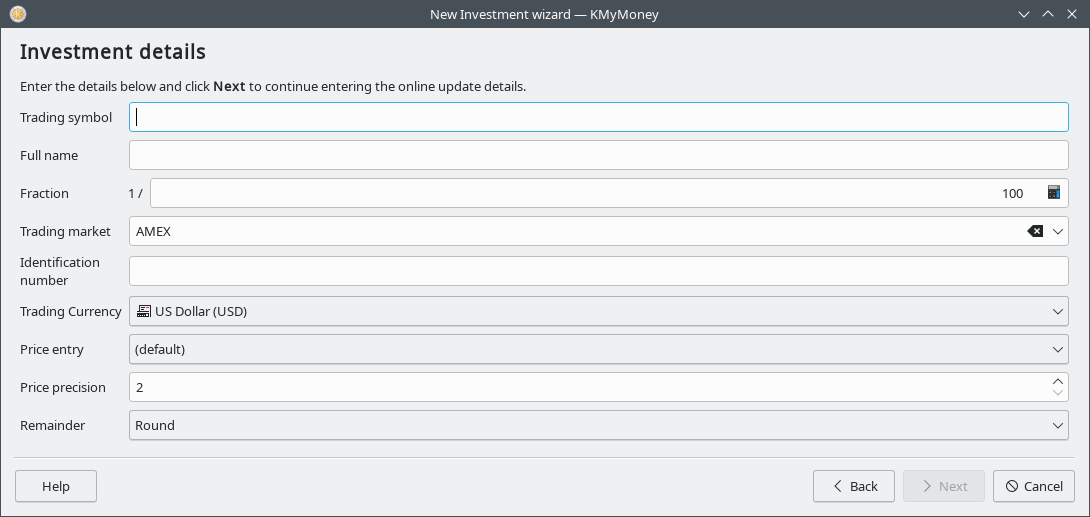 New Investment wizard — KMyMoney
Investment details
Enter the details below and click Next to continue entering the online update details.
Trading symbol
Full name
Fraction 1 / 100
Trading market AMEX
Identification
number
Trading Currency US Dollar (USD)
Price entry (default)
Price precision 2
Remainder Round
Help Back Next Cancel